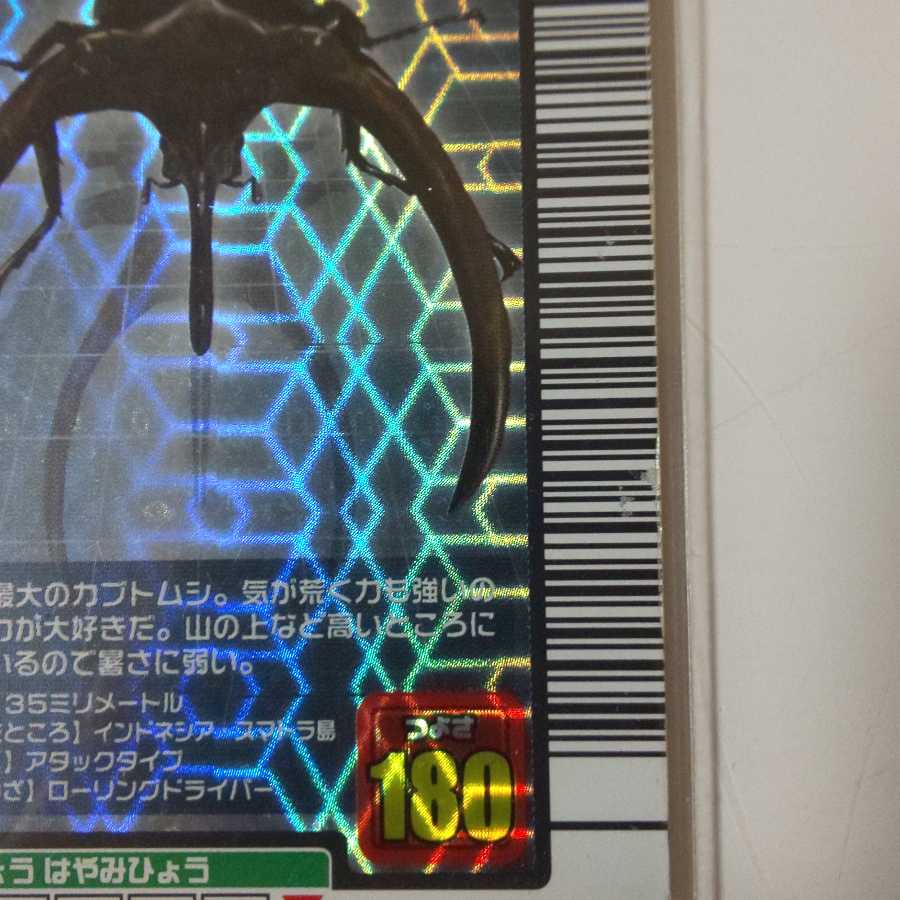 最大のカブトムシ。気が荒く力も強いの
力が大好きだ。山の上など高いところに
いるので暑さに弱い。
135ミリメートル
ところ】インドネシア スマトラ島
】アタックタイプ
さ】ローリングドライバー
つよさ
180
ょう はやみひょう